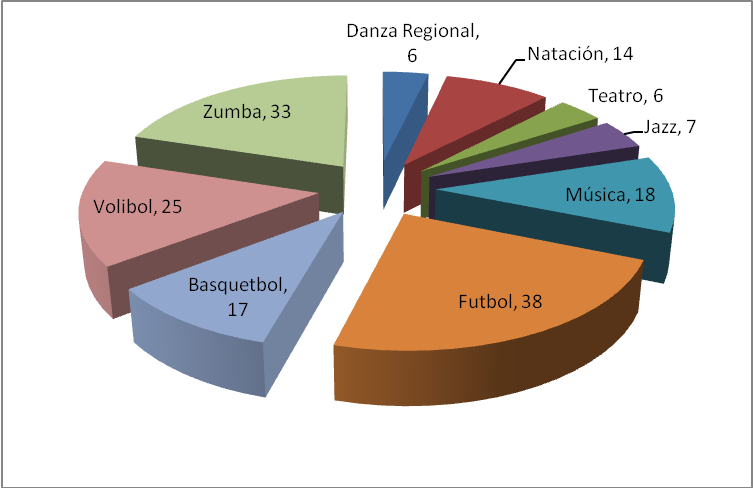 Danza Regional,
6
Natación, 14
Teatro, 6
Jazz, 7
Música, 18
Futbol, 38
Basquetbol,
17
Volibol, 25
Zumba, 33